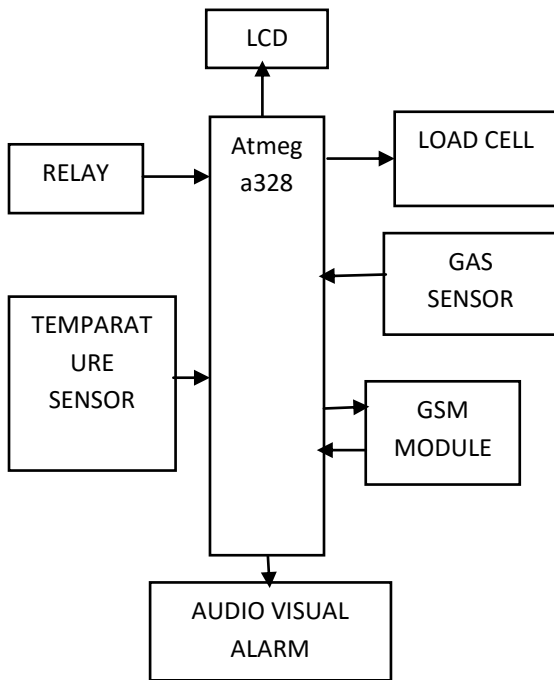 LCD
Atmeg
a328
LOAD CELL
RELAY
GAS
SENSOR
TEMPARAT
URE
SENSOR
GSM
MODULE
AUDIO VISUAL
ALARM